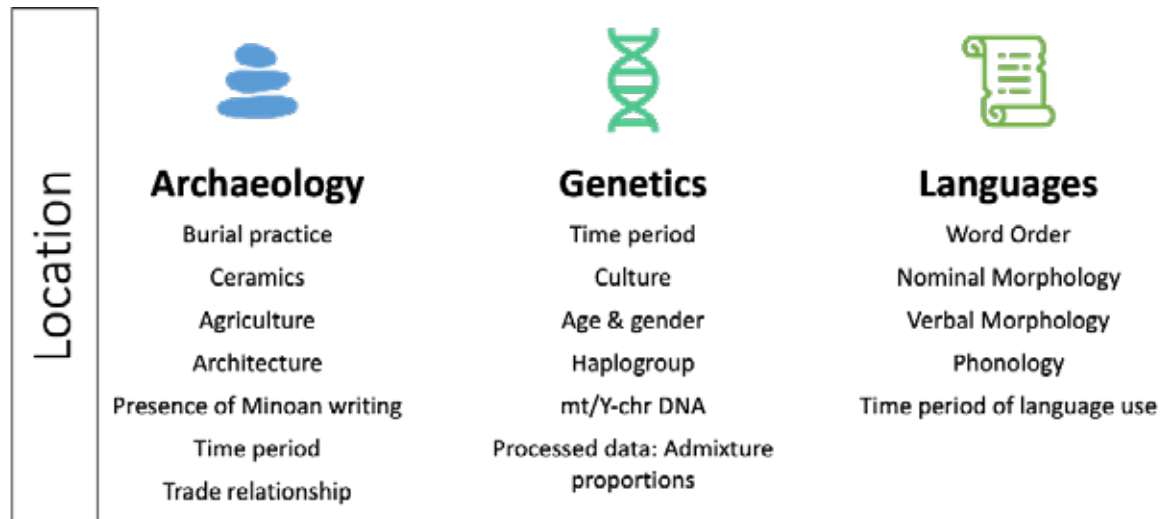 Location
Archaeology
Burial practice
Ceramics
Agriculture
Architecture
Presence of Minoan writing
Time period
Trade relationship
Genetics
Time period
Culture
Age & gender
Haplogroup
mt/Y-chr DNA
Processed data: Admixture
proportions
Languages
Word Order
Nominal Morphology
Verbal Morphology
Phonology
Time period of language use